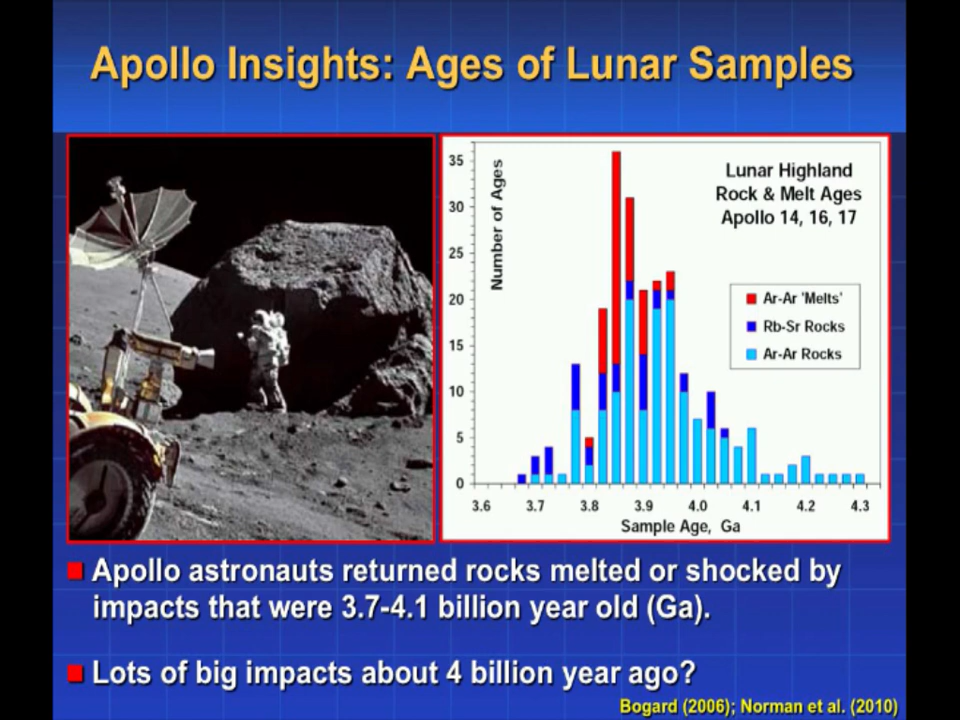 Apollo Insights: Ages of Lunar Samples
35
30
25
20
15
10
5
0
Number of Ages
Lunar Highland
Rock & Melt Ages
Apollo 14, 16, 17
Ar-Ar 'Melts'
Rb-Sr Rocks
Ar-Ar Rocks
3.6 3.7 3.8 3.9 4.0 4.1 4.2 4.3
Sample Age, Ga
Apollo astronauts returned rocks melted or shocked by
impacts that were 3.7-4.1 billion year old (Ga).
Lots of big impacts about 4 billion year ago?
Bogard (2006); Norman et al. (2010)